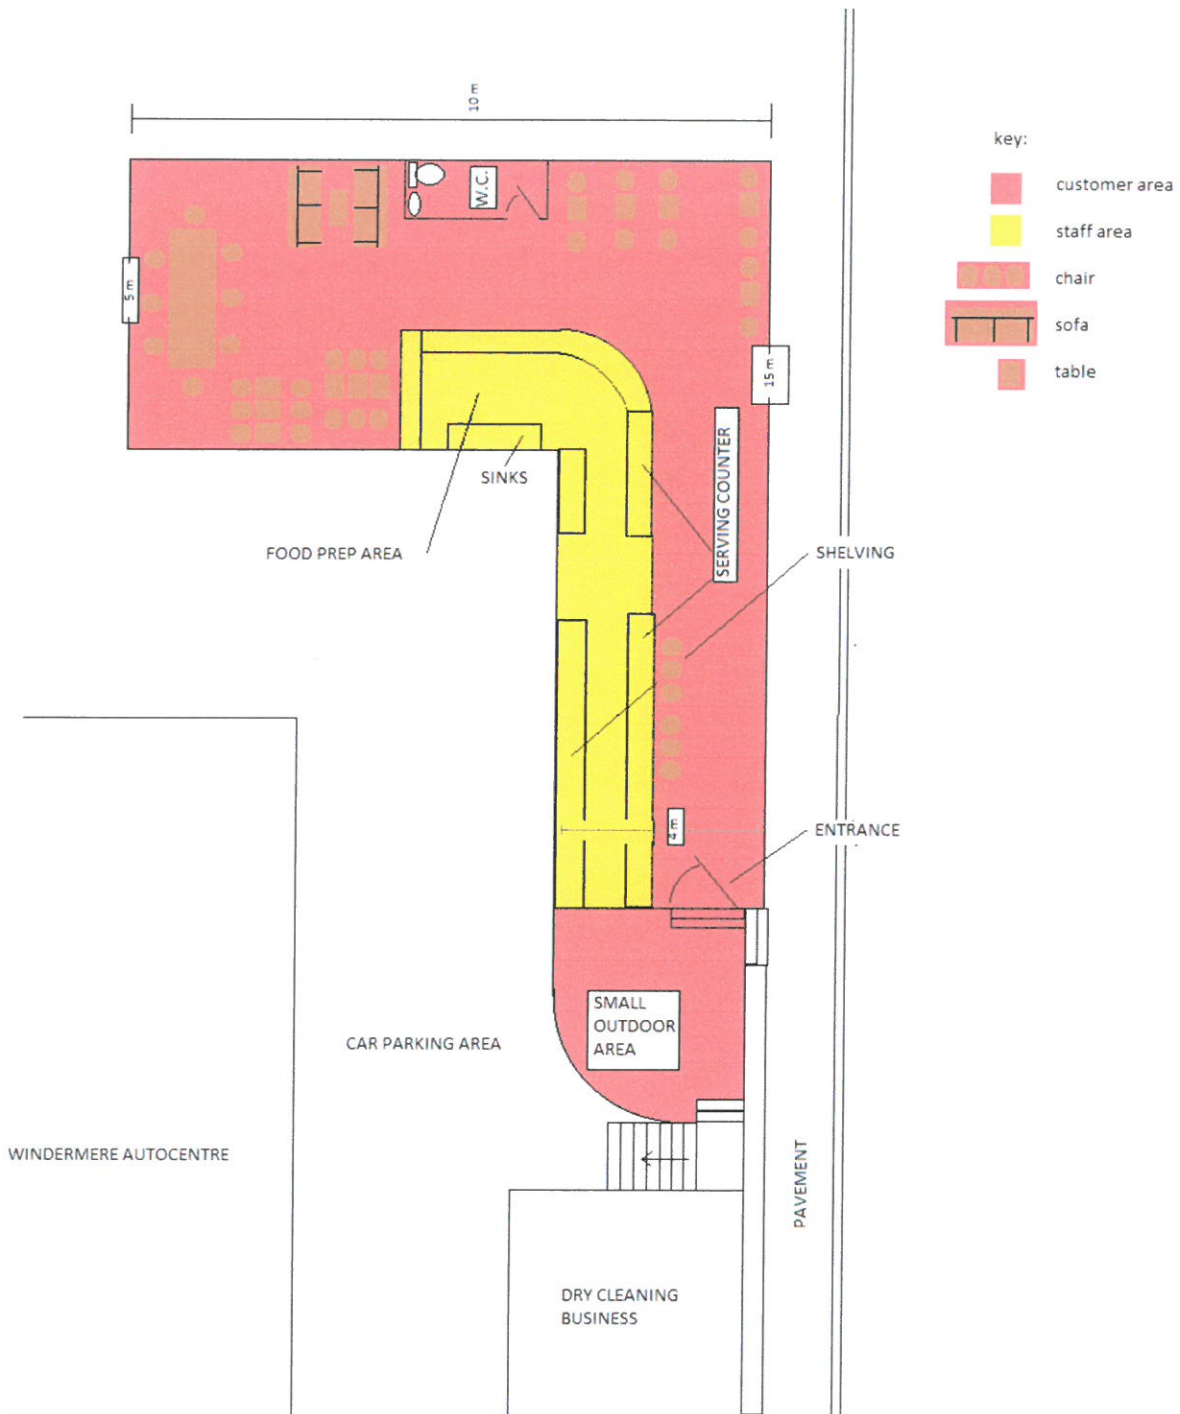 10 m
key:
customer area
W.C.
staff area
chair
5 m
sofa
15 m
table
SINKS
SERVING COUNTER
FOOD PREP AREA
SHELVING
4 m
ENTRANCE
SMALL
OUTDOOR
AREA
CAR PARKING AREA
WINDERMERE AUTOCENTRE
PAVEMENT
DRY CLEANING
BUSINESS